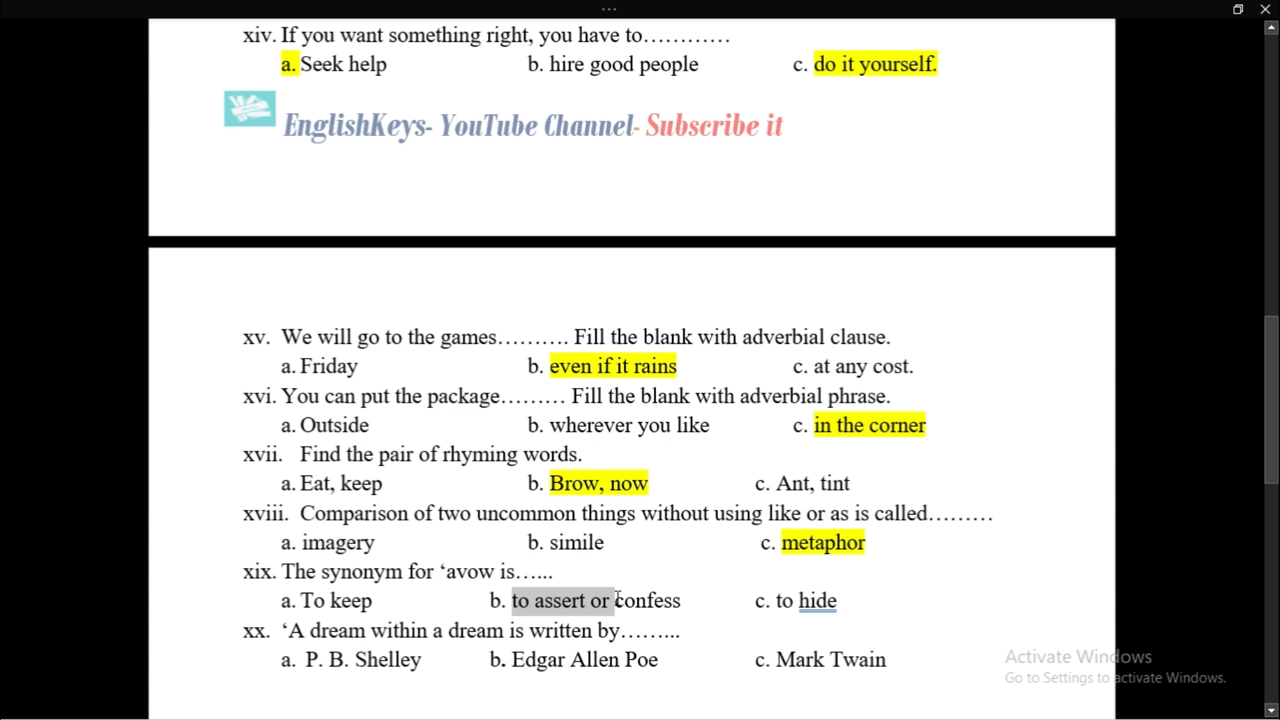 xiv. If you want something right, you have to…………
a. Seek help b. hire good people c. do it yourself.
EnglishKeys- YouTube Channel- Subscribe it
xv. We will go to the games………. Fill the blank with adverbial clause.
a. Friday b. even if it rains c. at any cost.
xvi. You can put the package……… Fill the blank with adverbial phrase.
a. Outside b. wherever you like c. in the corner
xvii. Find the pair of rhyming words.
a. Eat, keep b. Brow, now c. Ant, tint
xviii. Comparison of two uncommon things without using like or as is called………
a. imagery b. simile c. metaphor
xix. The synonym for ‘avow is…...
a. To keep b. to assert or confess c. to hide
xx. ‘A dream within a dream is written by……...
a. P. B. Shelley b. Edgar Allen Poe c. Mark Twain
Activate Windows
Go to Settings to activate Windows.